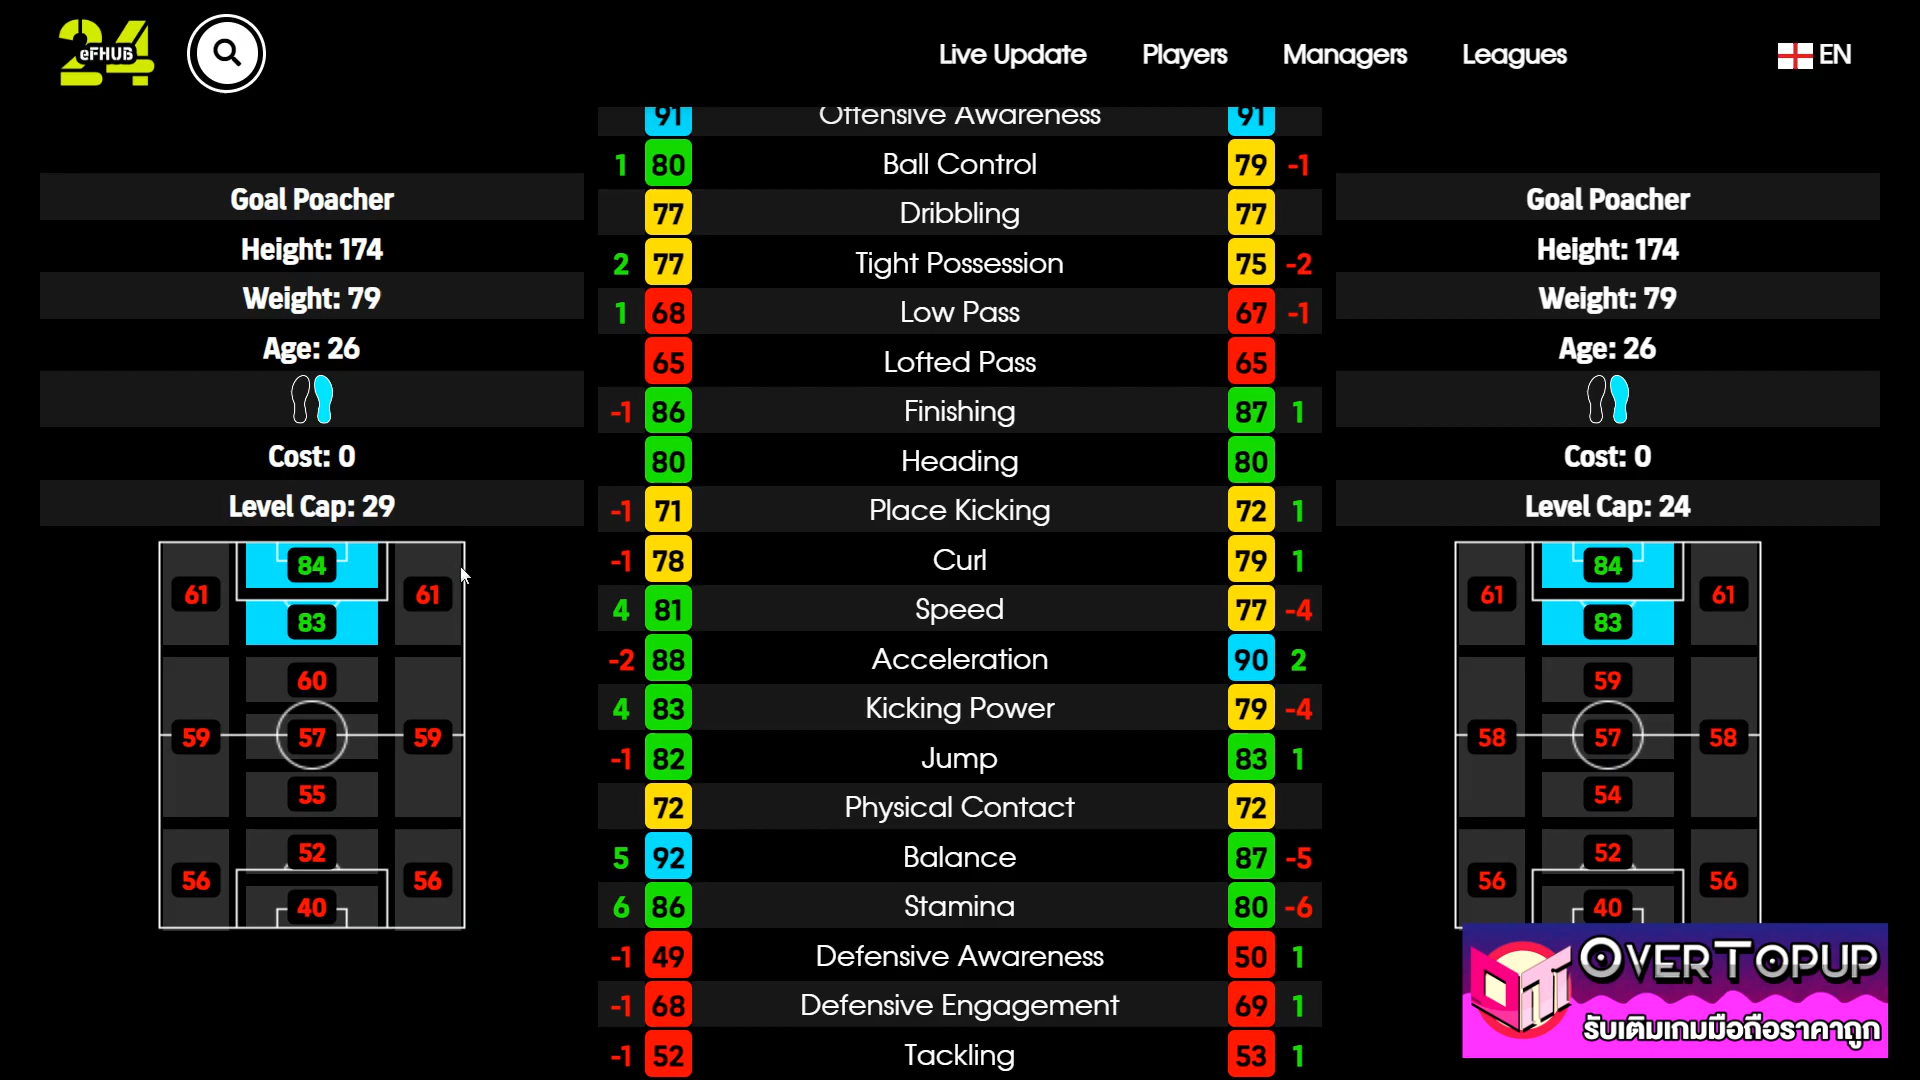 24 eFHUB
Live Update Players Managers Leagues EN
91 Offensive Awareness 91
1 80 Ball Control 79 -1
77 Dribbling 77
2 77 Tight Possession 75 -2
1 68 Low Pass 67 -1
65 Lofted Pass 65
-1 86 Finishing 87 1
80 Heading 80
-1 71 Place Kicking 72 1
-1 78 Curl 79 1
4 81 Speed 77 -4
-2 88 Acceleration 90 2
4 83 Kicking Power 79 -4
-1 82 Jump 83 1
72 Physical Contact 72
5 92 Balance 87 -5
6 86 Stamina 80 -6
-1 49 Defensive Awareness 50 1
-1 68 Defensive Engagement 69 1
-1 52 Tackling 53 1
Goal Poacher
Height: 174
Weight: 79
Age: 26
Cost: 0
Level Cap: 29
84
61 61
83
60
59 57 59
55
52
56 56
40
Goal Poacher
Height: 174
Weight: 79
Age: 26
Cost: 0
Level Cap: 24
84
61 61
83
59
58 57 58
54
52
56 56
40
OTU OVERTOPUP
รับเติมเกมมือถือราคาถูก